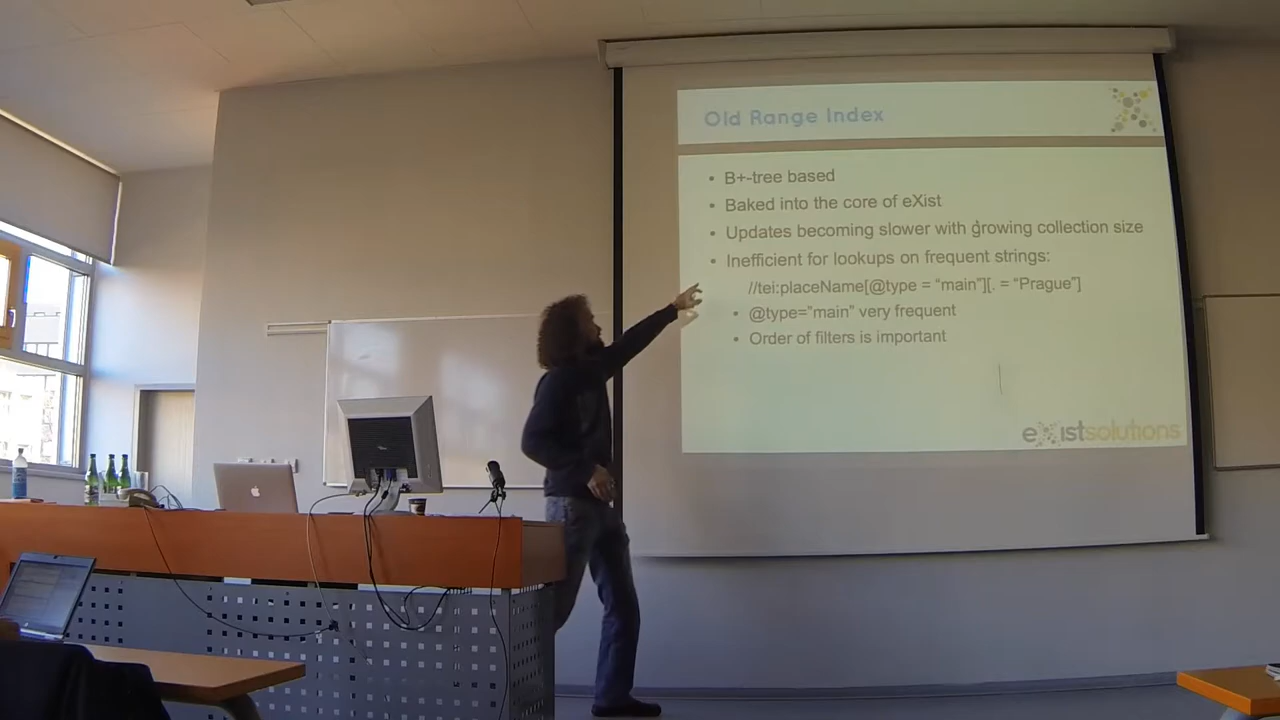 Old Range Index
• B+-tree based
• Baked into the core of eXist
• Updates becoming slower with growing collection size
• Inefficient for lookups on frequent strings:
//tei:placeName[@type = “main”][. = “Prague”]
• @type=”main” very frequent
• Order of filters is important
eXistsolutions